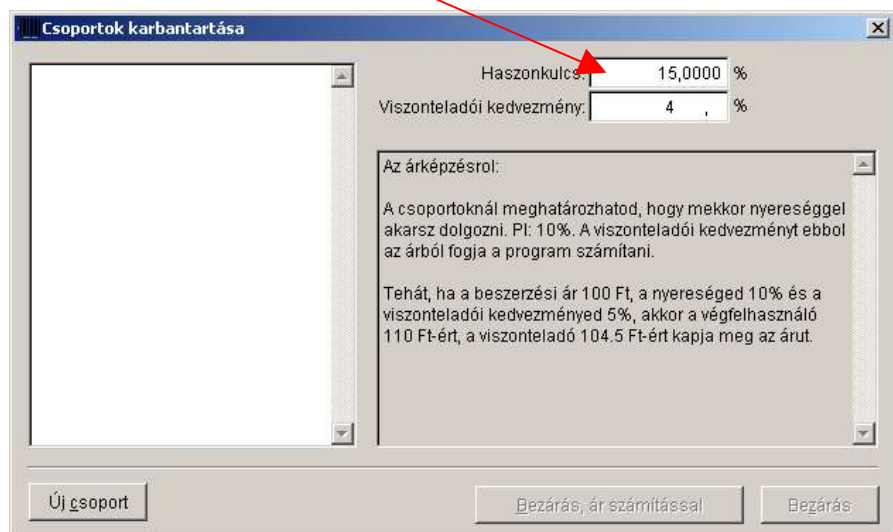 Csoportok karbantartása
Haszonkulcs: 15,0000 %
Viszonteladói kedvezmény: 4 , %
Az árképzésrol:
A csoportoknál meghatározhatod, hogy mekkor nyereséggel
akarsz dolgozni. Pl: 10%. A viszonteladói kedvezményt ebbol
az árból fogja a program számítani.
Tehát, ha a beszerzési ár 100 Ft, a nyereséged 10% és a
viszonteladói kedvezményed 5%, akkor a végfelhasználó
110 Ft-ért, a viszonteladó 104.5 Ft-ért kapja meg az árut.
Új csoport
Bezárás, ár számítással
Bezárás